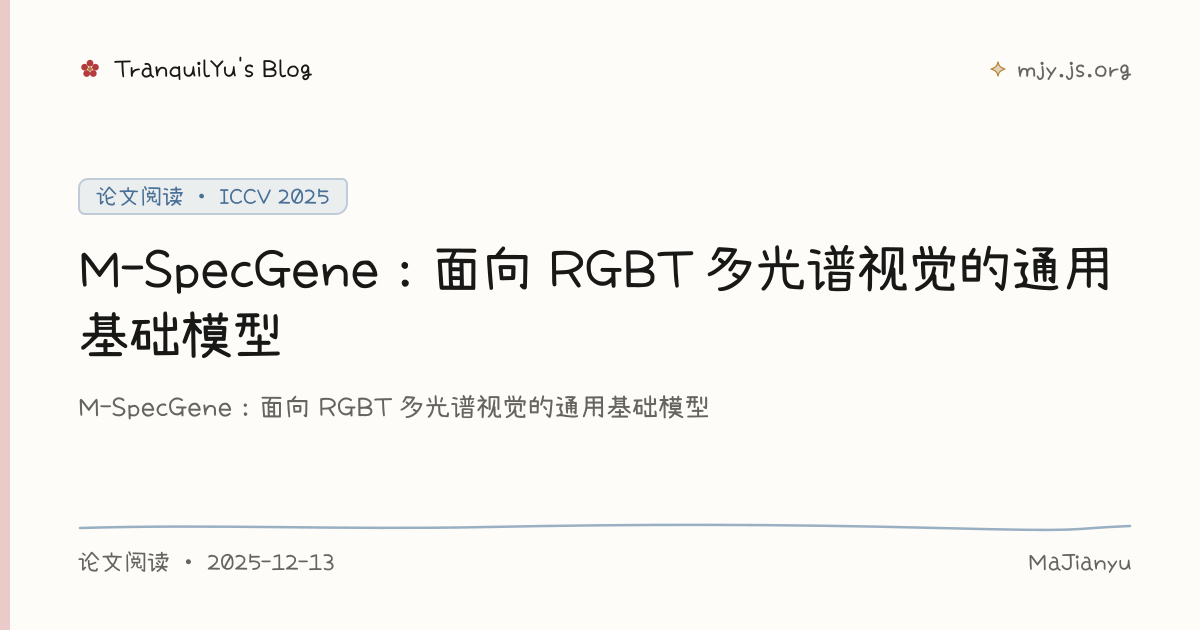 TranquilYu's Blog
mjy.js.org
论文阅读 • ICCV 2025
M-SpecGene：面向 RGBT 多光谱视觉的通用
基础模型
M-SpecGene：面向 RGBT 多光谱视觉的通用基础模型
论文阅读 • 2025-12-13
MaJianyu